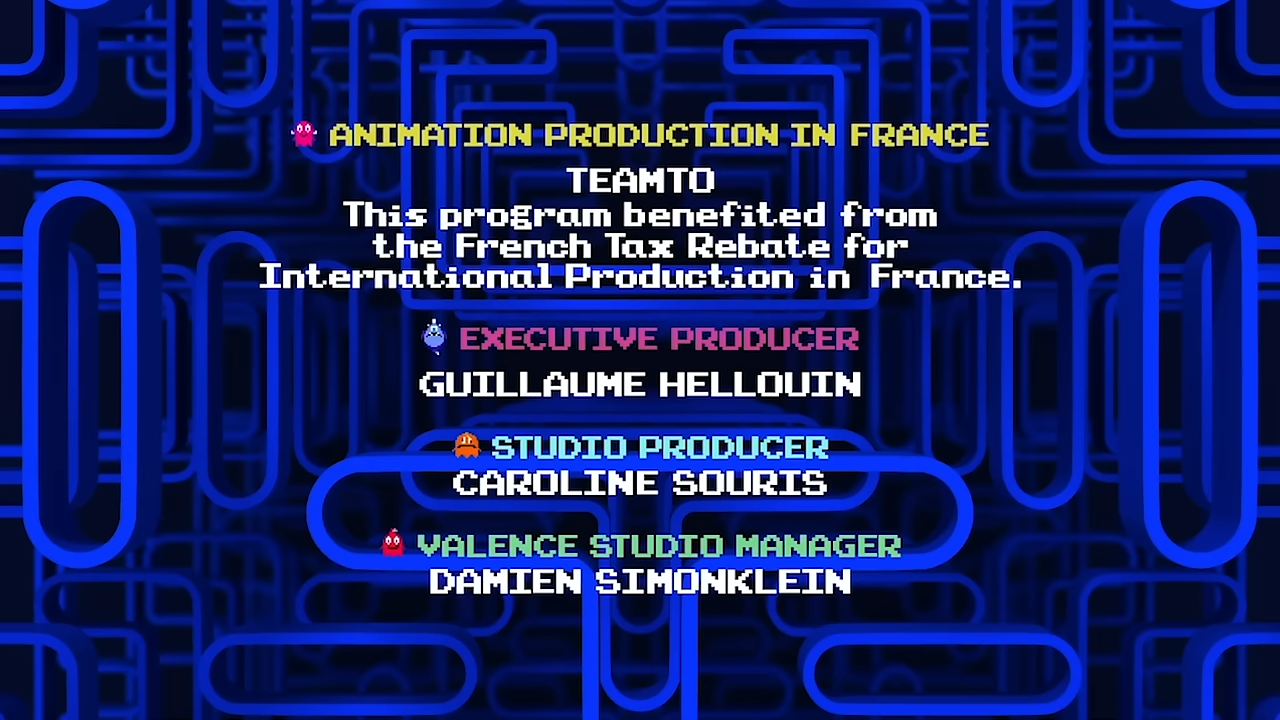 ANIMATION PRODUCTION IN FRANCE
TEAMTO
This program benefited from
the French Tax Rebate for
International Production in France.
EXECUTIVE PRODUCER
GUILLAUME HELLOUIN
STUDIO PRODUCER
CAROLINE SOURIS
VALENCE STUDIO MANAGER
DAMIEN SIMONKLEIN